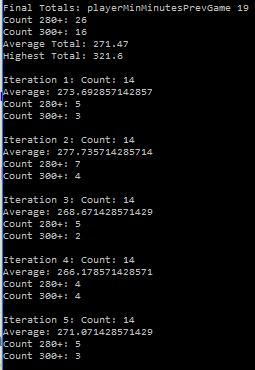 Final Totals: playerMinMinutesPrevGame 19
Count 280+: 26
Count 300+: 16
Average Total: 271.47
Highest Total: 321.6
Iteration 1: Count: 14
Average: 273.692857142857
Count 280+: 5
Count 300+: 3
Iteration 2: Count: 14
Average: 277.735714285714
Count 280+: 7
Count 300+: 4
Iteration 3: Count: 14
Average: 268.671428571429
Count 280+: 5
Count 300+: 2
Iteration 4: Count: 14
Average: 266.178571428571
Count 280+: 4
Count 300+: 4
Iteration 5: Count: 14
Average: 271.071428571429
Count 280+: 5
Count 300+: 3